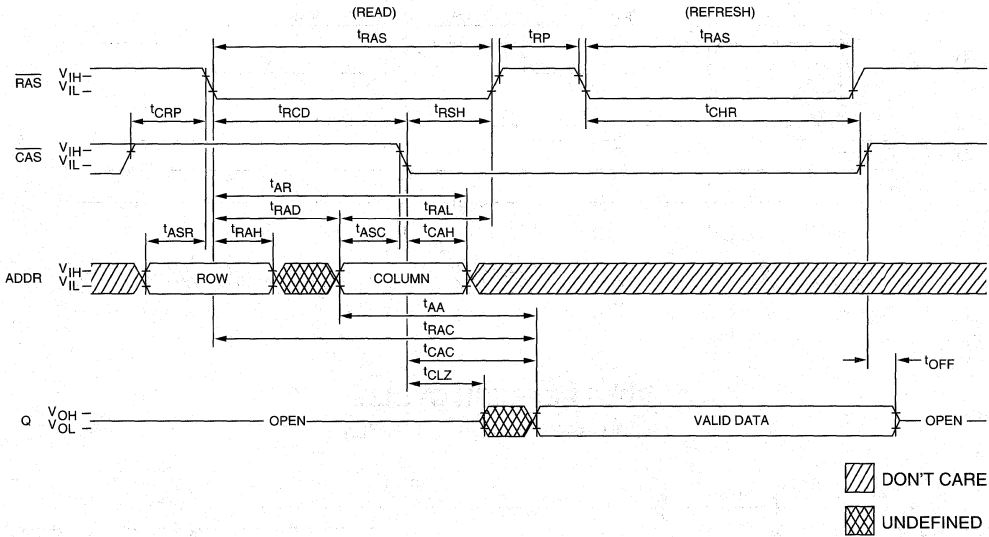 (READ) (REFRESH)
tRAS tRP tRAS
RAS VIH
VIL
tCRP tRCD tRSH tCHR
CAS VIH
VIL
tAR
tRAD tRAL
tASR tRAH tASC tCAH
ADDR VIH
VIL
ROW COLUMN
tAA
tRAC
tCAC
tOFF
tCLZ
Q VOH
VOL
OPEN VALID DATA OPEN
DON'T CARE
UNDEFINED